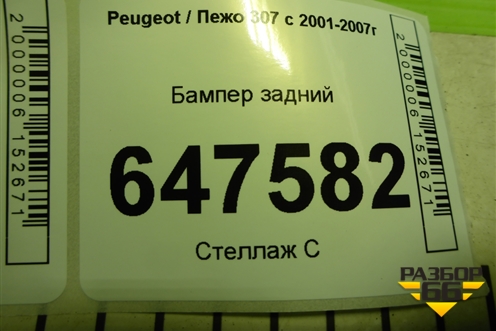 Peugeot / Пежо 307 с 2001-2007г
Бампер задний
647582
Стеллаж С
2000006152671
2000006152671
РАЗБОР
66